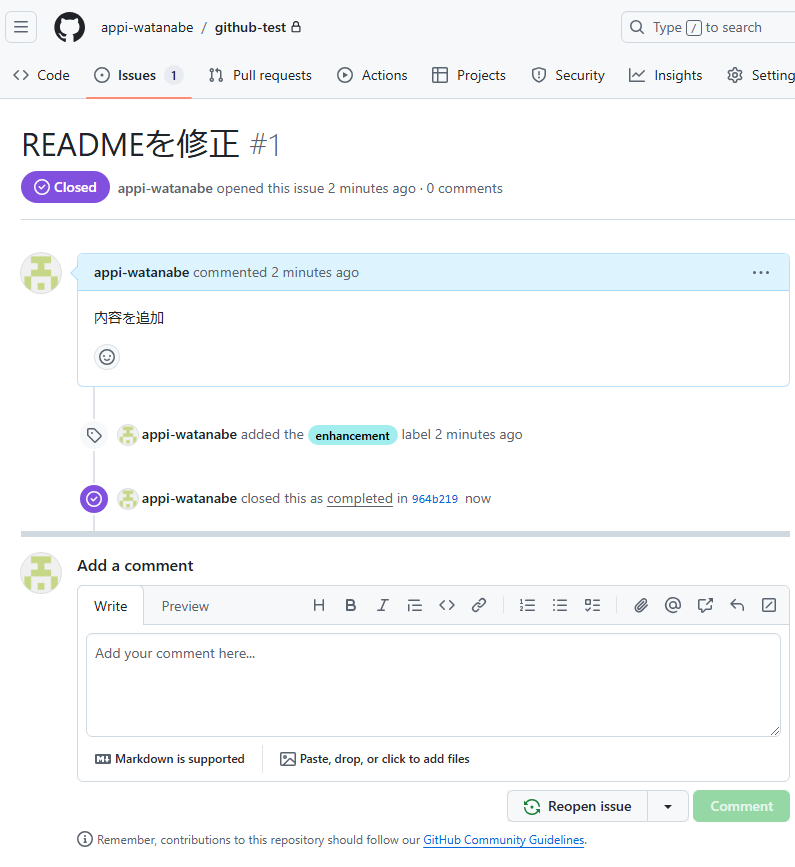 appi-watanabe / github-test
Type / to search
Code
Issues 1
Pull requests
Actions
Projects
Security
Insights
Setting
READMEを修正 #1
Closed
appi-watanabe opened this issue 2 minutes ago · 0 comments
appi-watanabe commented 2 minutes ago
内容を追加
appi-watanabe added the enhancement label 2 minutes ago
appi-watanabe closed this as completed in 964b219 now
Add a comment
Write
Preview
H B I
Add your comment here...
Markdown is supported
Paste, drop, or click to add files
Reopen issue
Comment
Remember, contributions to this repository should follow our GitHub Community Guidelines.